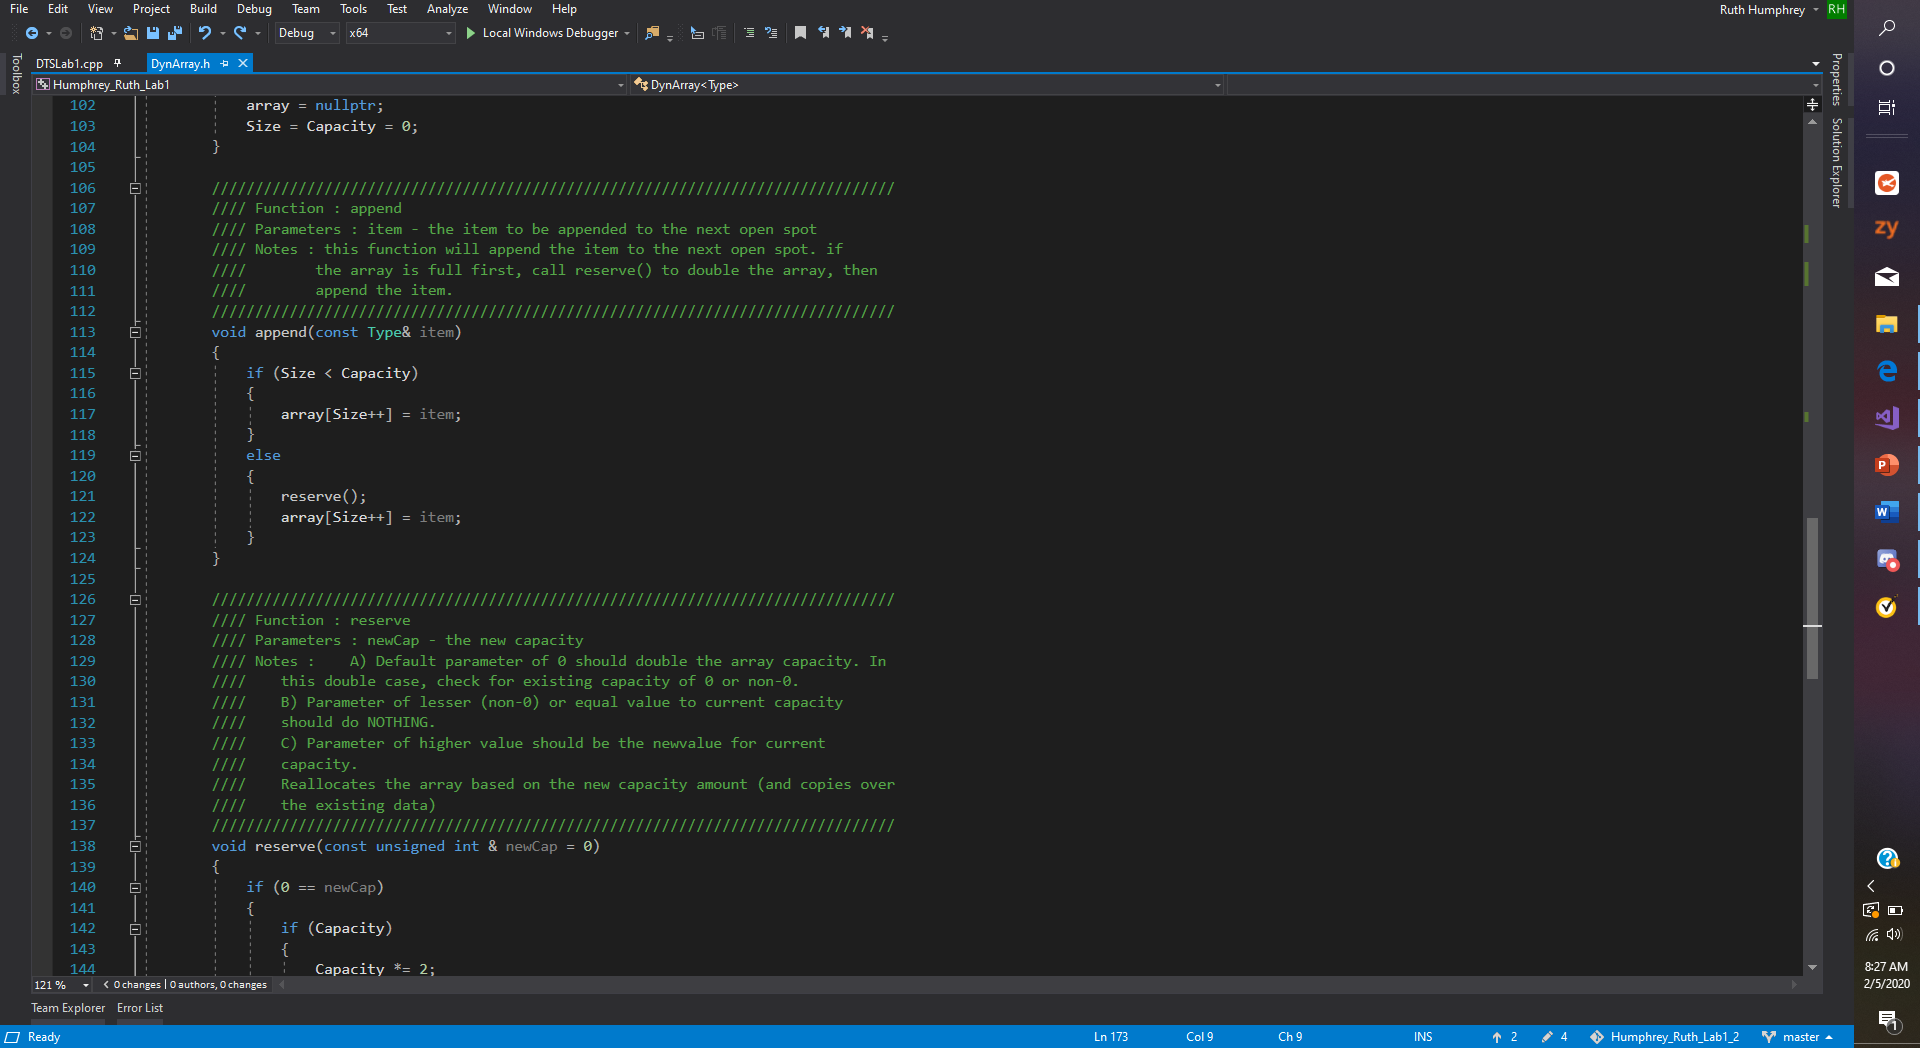 File Edit View Project Build Debug Team Tools Test Analyze Window Help Ruth Humphrey RH
Debug x64 Local Windows Debugger
Toolbox
DTSLab1.cpp DynArray.h
Humphrey_Ruth_Lab1 DynArray<Type>
102 array = nullptr;
103 Size = Capacity = 0;
104 }
105
106 ///////////////////////////////////////////////////////////////////////////////
107 //// Function : append
108 //// Parameters : item - the item to be appended to the next open spot
109 //// Notes : this function will append the item to the next open spot. if
110 //// the array is full first, call reserve() to double the array, then
111 //// append the item.
112 ///////////////////////////////////////////////////////////////////////////////
113 void append(const Type& item)
114 {
115 if (Size < Capacity)
116 {
117 array[Size++] = item;
118 }
119 else
120 {
121 reserve();
122 array[Size++] = item;
123 }
124 }
125
126 ///////////////////////////////////////////////////////////////////////////////
127 //// Function : reserve
128 //// Parameters : newCap - the new capacity
129 //// Notes : A) Default parameter of 0 should double the array capacity. In
130 //// this double case, check for existing capacity of 0 or non-0.
131 //// B) Parameter of lesser (non-0) or equal value to current capacity
132 //// should do NOTHING.
133 //// C) Parameter of higher value should be the newvalue for current
134 //// capacity.
135 //// Reallocates the array based on the new capacity amount (and copies over
136 //// the existing data)
137 ///////////////////////////////////////////////////////////////////////////////
138 void reserve(const unsigned int & newCap = 0)
139 {
140 if (0 == newCap)
141 {
142 if (Capacity)
143 {
144 Capacity *= 2;
121 % 0 changes | 0 authors, 0 changes
Team Explorer Error List
Ready Ln 173 Col 9 Ch 9 INS 2 4 Humphrey_Ruth_Lab1_2 master
Properties
Solution Explorer
zy
8:27 AM
2/5/2020
1